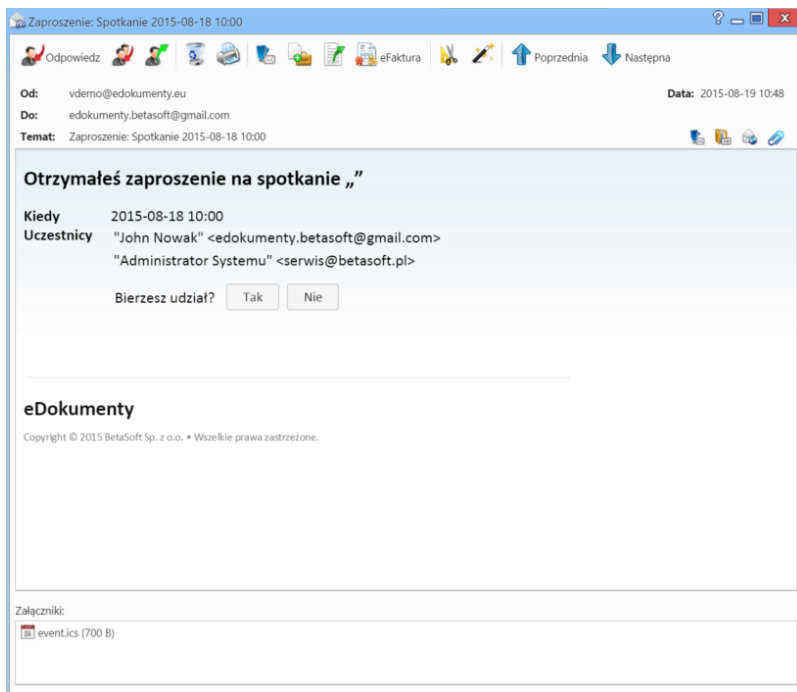 Zaproszenie: Spotkanie 2015-08-18 10:00
Odpowiedz eFaktura Poprzednia Następna
Od: vdemo@edokumenty.eu Data: 2015-08-19 10:48
Do: edokumenty.betasoft@gmail.com
Temat: Zaproszenie: Spotkanie 2015-08-18 10:00
Otrzymałeś zaproszenie na spotkanie „”
Kiedy 2015-08-18 10:00
Uczestnicy "John Nowak" <edokumenty.betasoft@gmail.com>
"Administrator Systemu" <serwis@betasoft.pl>
Bierzesz udział? Tak Nie
eDokumenty
Copyright © 2015 BetaSoft Sp. z o.o. • Wszelkie prawa zastrzeżone.
Załączniki:
event.ics (700 B)